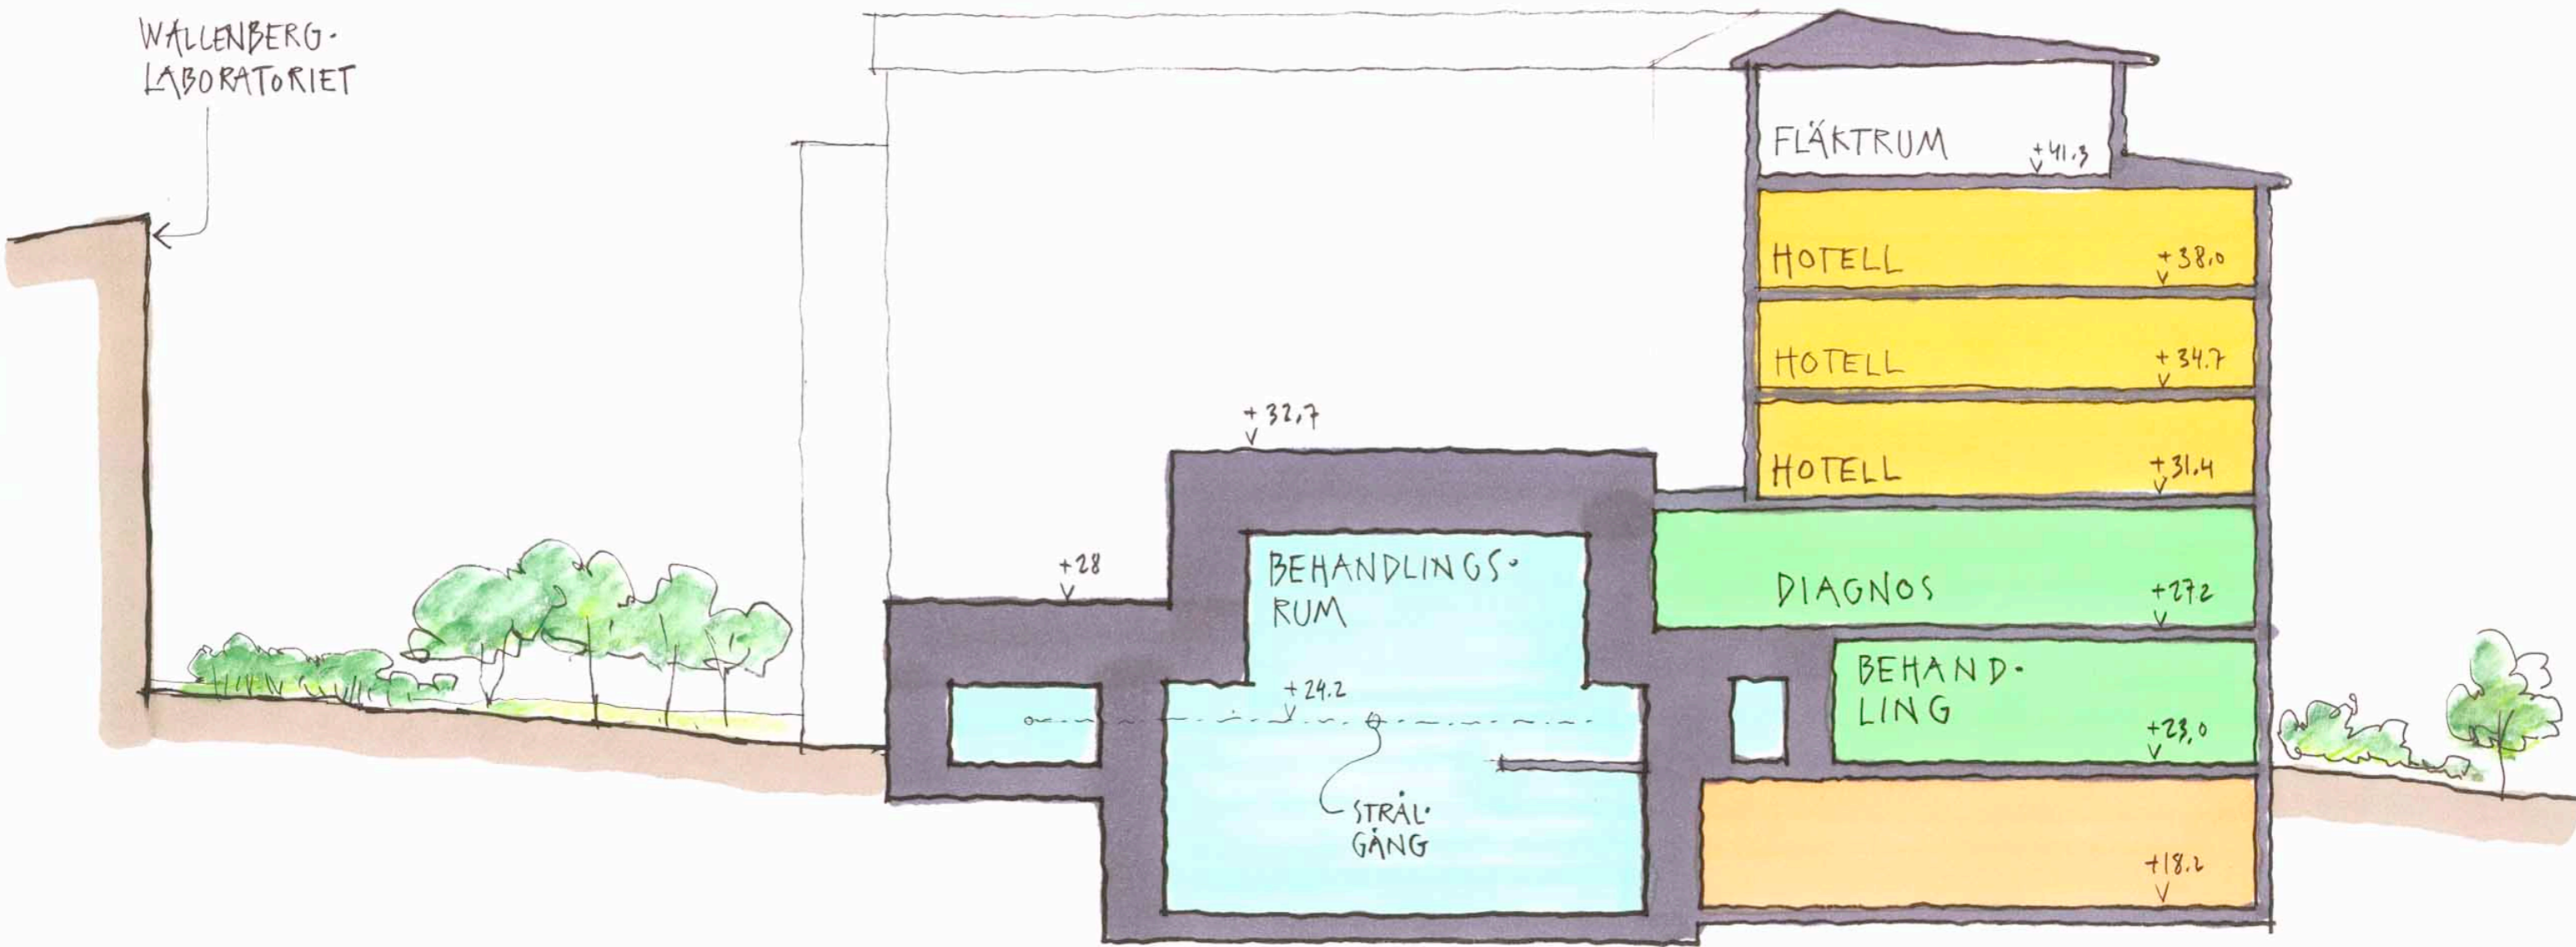 WALLENBERG·
LABORATORIET
FLÄKTRUM
+41,3
HOTELL
+38,0
HOTELL
+34.7
HOTELL
+31.4
+32,7
+28
BEHANDLINGS·
RUM
DIAGNOS
+27.2
+24.2
BEHAND·
LING
+23,0
STRÅL·
GÅNG
+18.2